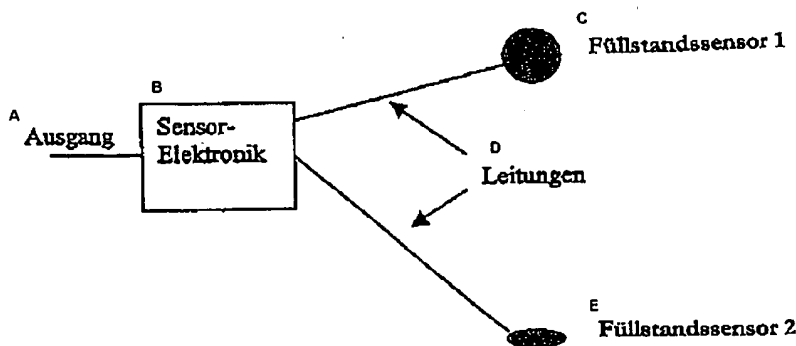 C
Füllstandssensor 1
B
A
Ausgang
Sensor-
Elektronik
D
Leitungen
E
Füllstandssensor 2